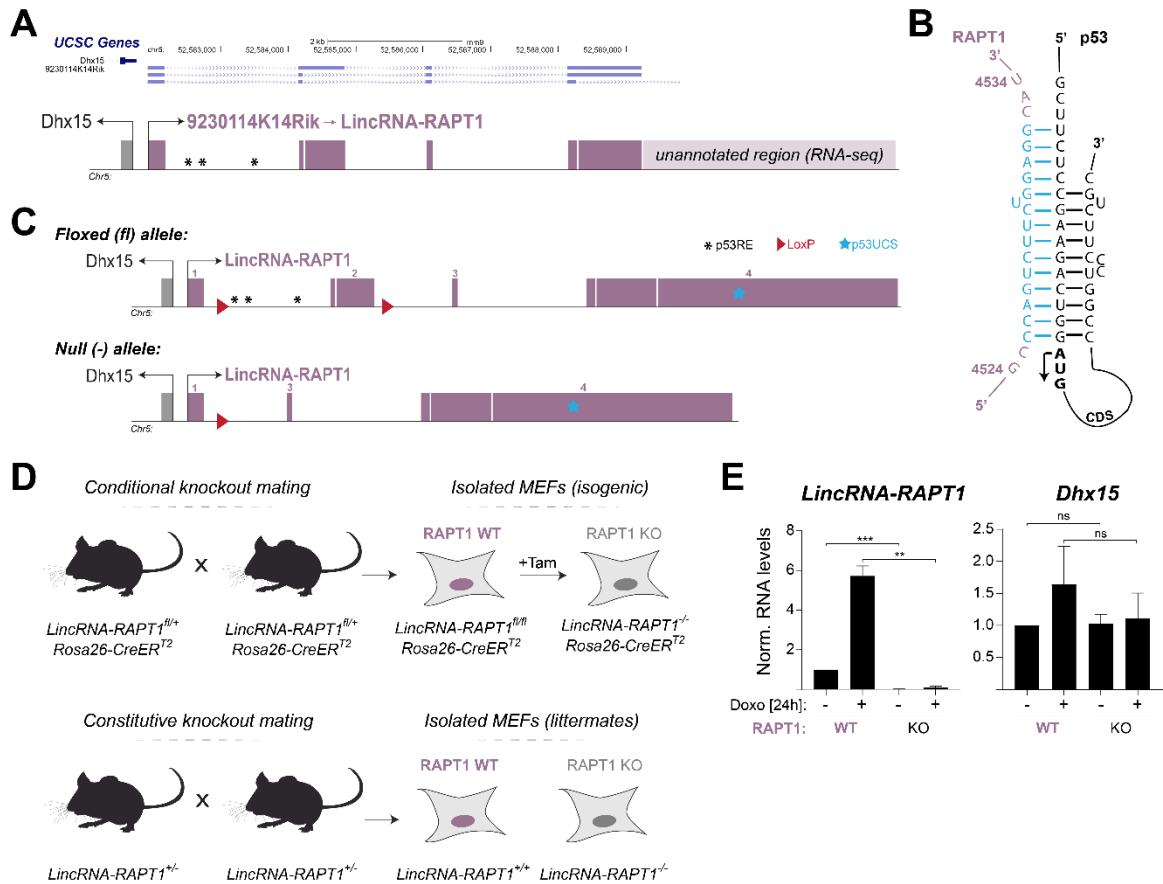 A
UCSC Genes
chr5:
2 kb
mm9
52,583,000
52,584,000
52,585,000
52,586,000
52,587,000
52,588,000
52,589,000
Dhx15
9230114K14Rik
Dhx15
9230114K14Rik → LincRNA-RAPT1
* * *
unannotated region (RNA-seq)
Chr5:
B
RAPT1
3'
4534
U A C G G A G G U C U U C U G A C C C G
4524
5'
5' p53
G C U U C U C C G A A G A C U G G A U G
CDS
3'
C G U C U U C C U G G C C
C
Floxed (fl) allele:
* p53RE LoxP p53UCS
Dhx15 LincRNA-RAPT1
1 * * * 2 3 4
Chr5:
Null (-) allele:
Dhx15 LincRNA-RAPT1
1 3 4
Chr5:
D
Conditional knockout mating Isolated MEFs (isogenic)
RAPT1 WT RAPT1 KO
X +Tam
LincRNA-RAPT1fl/+ LincRNA-RAPT1fl/+ LincRNA-RAPT1fl/fl LincRNA-RAPT1-/-
Rosa26-CreERT2 Rosa26-CreERT2 Rosa26-CreERT2 Rosa26-CreERT2
Constitutive knockout mating Isolated MEFs (littermates)
RAPT1 WT RAPT1 KO
X
LincRNA-RAPT1+/- LincRNA-RAPT1+/- LincRNA-RAPT1+/+ LincRNA-RAPT1-/-
E
LincRNA-RAPT1
Norm. RNA levels
8
6
4
2
0
***
**
Doxo [24h]: - + - +
RAPT1: WT KO
Dhx15
2.5
2.0
1.5
1.0
0.5
ns
ns
- + - +
WT KO